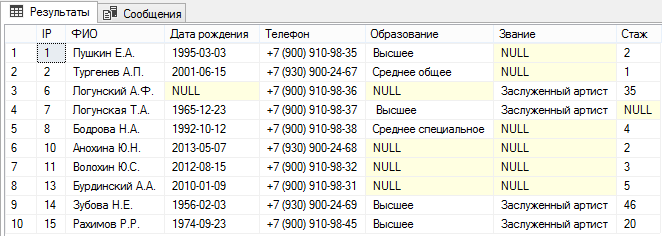 Результаты Сообщения
IP ФИО Дата рождения Телефон Образование Звание Стаж
1 1 Пушкин Е.А. 1995-03-03 +7 (900) 910-98-35 Высшее NULL 2
2 2 Тургенев А.П. 2001-06-15 +7 (930) 900-24-67 Среднее общее NULL 1
3 6 Логунский А.Ф. NULL +7 (900) 910-98-36 NULL Заслуженный артист 35
4 7 Логунская Т.А. 1965-12-23 +7 (900) 910-98-37 Высшее Заслуженный артист NULL
5 8 Бодрова Н.А. 1992-10-12 +7 (900) 910-98-38 Среднее специальное NULL 4
6 10 Анохина Ю.Н. 2013-05-07 +7 (930) 900-24-68 NULL NULL 2
7 11 Волохин Ю.С. 2012-08-15 +7 (900) 910-98-32 NULL NULL 3
8 13 Бурдинский А.А. 2010-01-09 +7 (900) 910-98-31 NULL NULL 5
9 14 Зубова Н.Е. 1956-02-03 +7 (930) 900-24-69 Высшее Заслуженный артист 46
10 15 Рахимов Р.Р. 1974-09-23 +7 (900) 910-98-45 Высшее Заслуженный артист 20